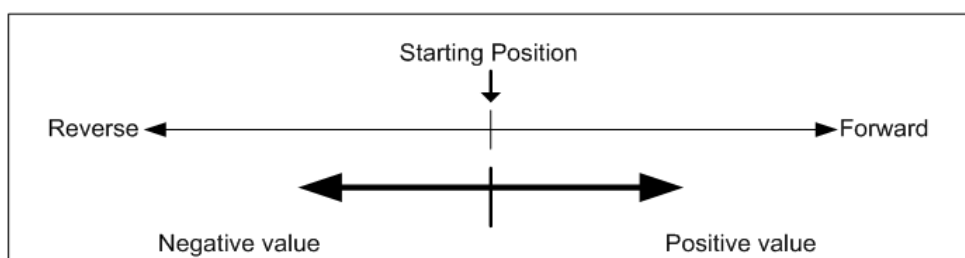 Starting Position
Reverse Forward
Negative value Positive value